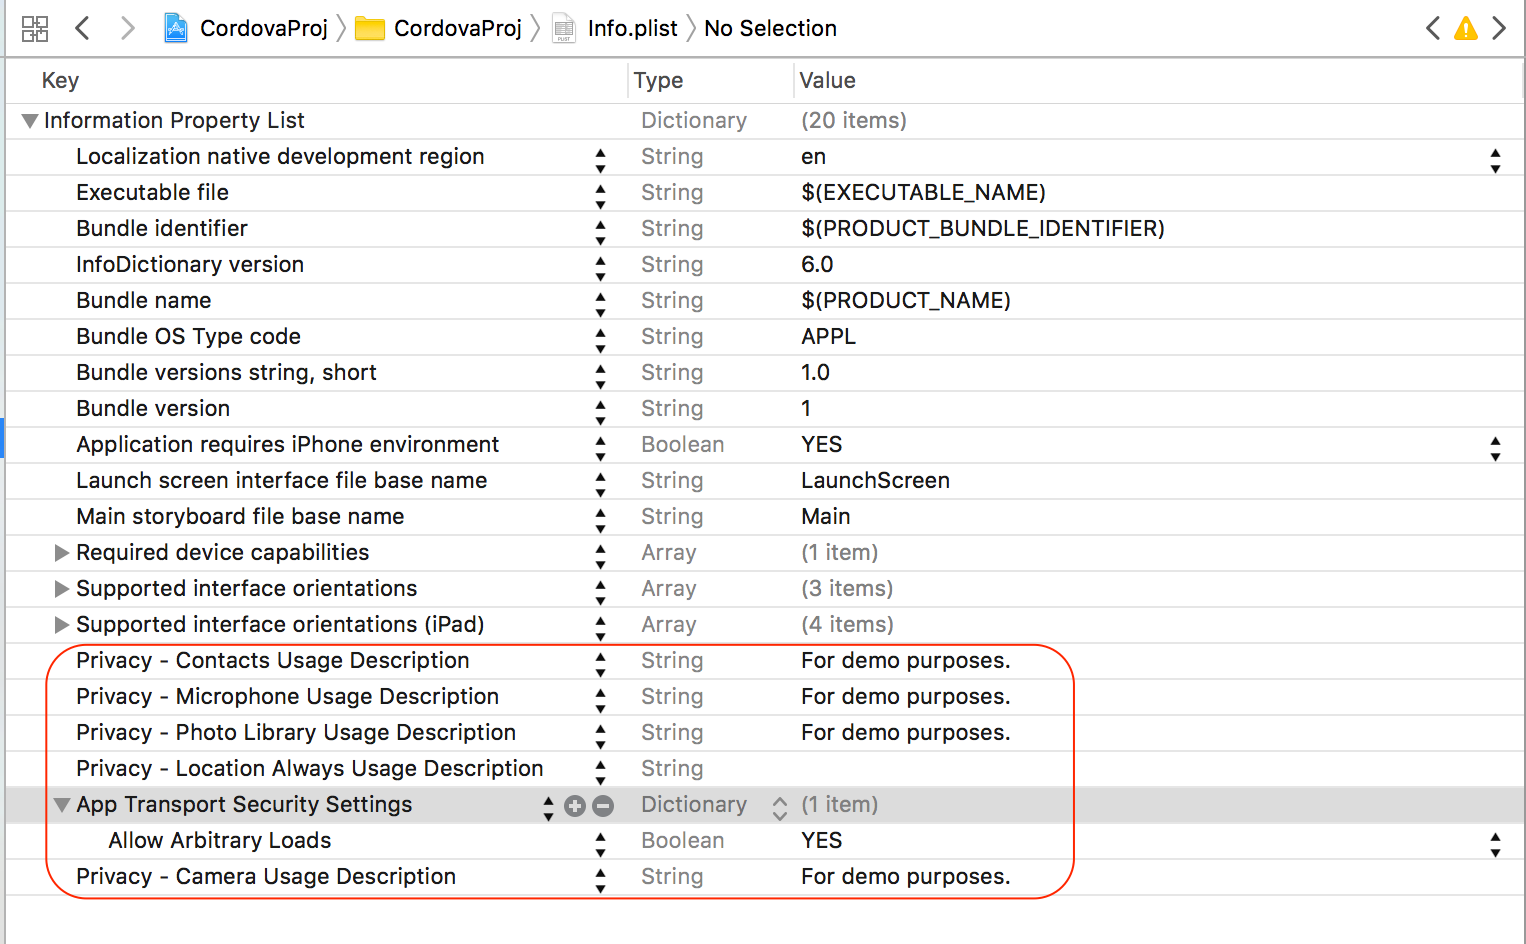 CordovaProj CordovaProj Info.plist No Selection
Key Type Value
Information Property List Dictionary (20 items)
Localization native development region String en
Executable file String $(EXECUTABLE_NAME)
Bundle identifier String $(PRODUCT_BUNDLE_IDENTIFIER)
InfoDictionary version String 6.0
Bundle name String $(PRODUCT_NAME)
Bundle OS Type code String APPL
Bundle versions string, short String 1.0
Bundle version String 1
Application requires iPhone environment Boolean YES
Launch screen interface file base name String LaunchScreen
Main storyboard file base name String Main
Required device capabilities Array (1 item)
Supported interface orientations Array (3 items)
Supported interface orientations (iPad) Array (4 items)
Privacy - Contacts Usage Description String For demo purposes.
Privacy - Microphone Usage Description String For demo purposes.
Privacy - Photo Library Usage Description String For demo purposes.
Privacy - Location Always Usage Description String
App Transport Security Settings Dictionary (1 item)
Allow Arbitrary Loads Boolean YES
Privacy - Camera Usage Description String For demo purposes.